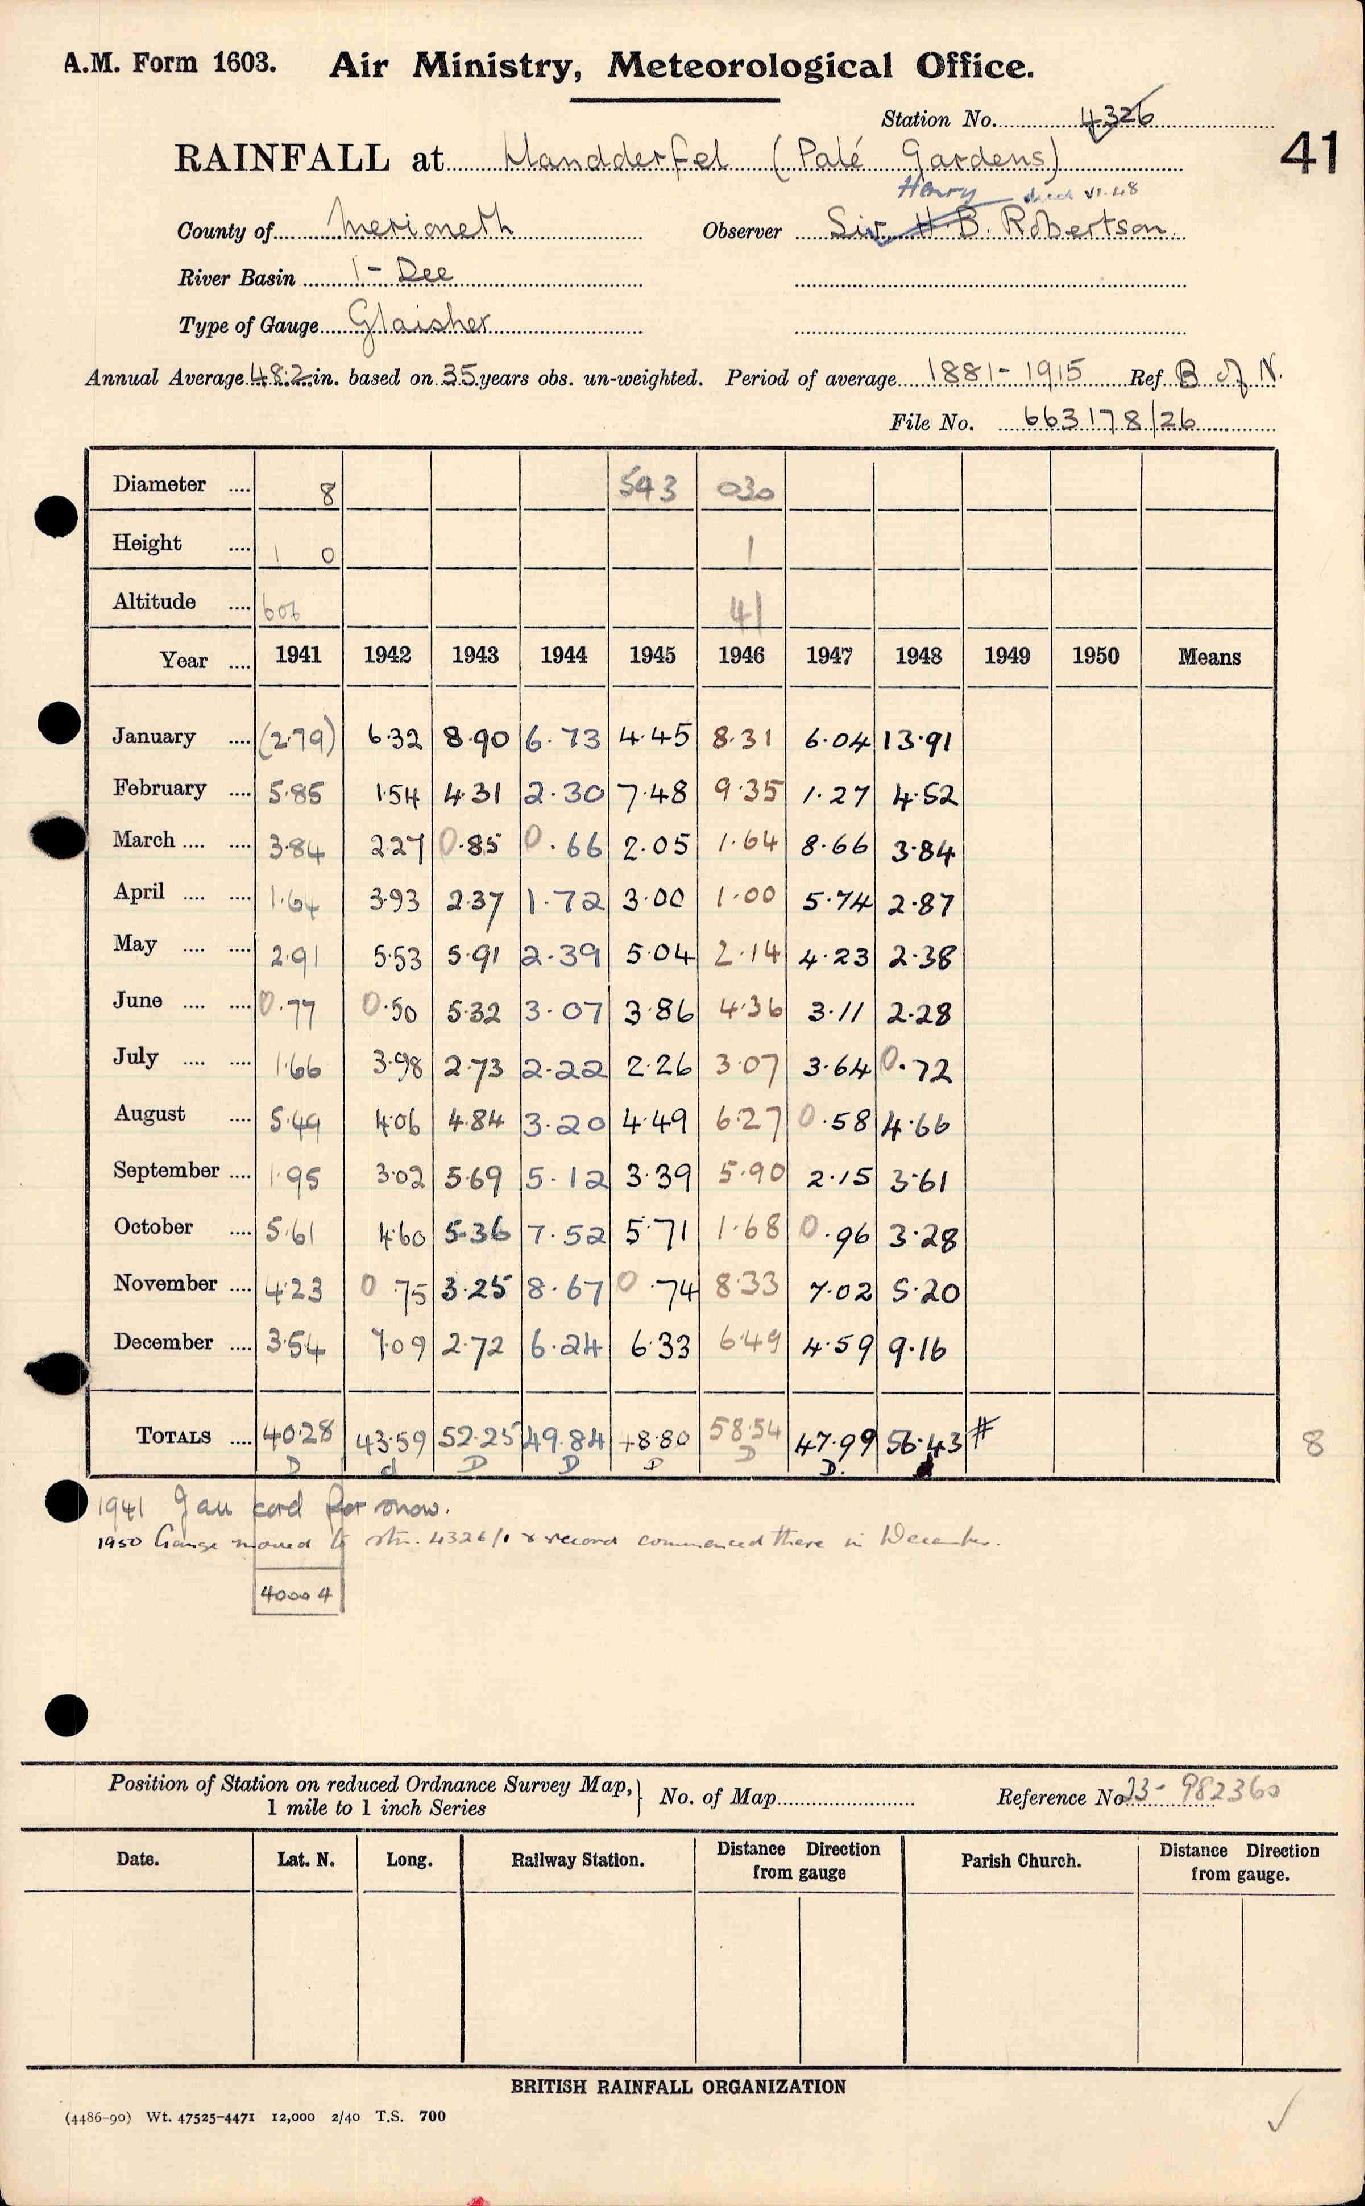 A.M. Form 1603. Air Ministry, Meteorological Office.
Station No. 4326
41
RAINFALL at Llandderfel (Palé Gardens)
Henry died VI.48
County of Merioneth Observer Sir H B. Robertson
River Basin 1 - Dee
Type of Gauge Glaisher
Annual Average 48.2 in. based on 35 years obs. un-weighted. Period of average 1881-1915 Ref. B of N.
File No. 663178/26
Diameter .... 8 543 030
Height .... 1 0 1
Altitude .... 606 41
Year .... 1941 1942 1943 1944 1945 1946 1947 1948 1949 1950 Means
January .... (2.79) 6.32 8.90 6.73 4.45 8.31 6.04 13.91
February .... 5.85 1.54 4.31 2.30 7.48 9.35 1.27 4.52
March .... .... 3.84 2.27 0.85 0.66 2.05 1.64 8.66 3.84
April .... .... 1.64 3.93 2.37 1.72 3.00 1.00 5.74 2.87
May .... .... 2.91 5.53 5.91 2.39 5.04 2.14 4.23 2.38
June .... .... 0.77 0.50 5.32 3.07 3.86 4.36 3.11 2.28
July .... .... 1.66 3.98 2.73 2.22 2.26 3.07 3.64 0.72
August .... 5.49 4.06 4.84 3.20 4.49 6.27 0.58 4.66
September .... 1.95 3.02 5.69 5.12 3.39 5.90 2.15 3.61
October .... 5.61 4.60 5.36 7.52 5.71 1.68 0.96 3.28
November .... 4.23 0.75 3.25 8.67 0.74 8.33 7.02 5.20
December .... 3.54 7.09 2.72 6.24 6.33 6.49 4.59 9.16
TOTALS .... 40.28 43.59 52.25 49.84 48.80 58.54 47.99 56.43 # 8
D d D D D D D. d
1941 Jan cord for snow.
1950 Gauge moved to stn. 4326/1 & record commenced there in December.
40004
Position of Station on reduced Ordnance Survey Map, 1 mile to 1 inch Series No. of Map Reference No 23- 982360
Date. Lat. N. Long. Railway Station. Distance Direction from gauge Parish Church. Distance Direction from gauge.
BRITISH RAINFALL ORGANIZATION
(4486-90) Wt. 47525-4471 12,000 2/40 T.S. 700